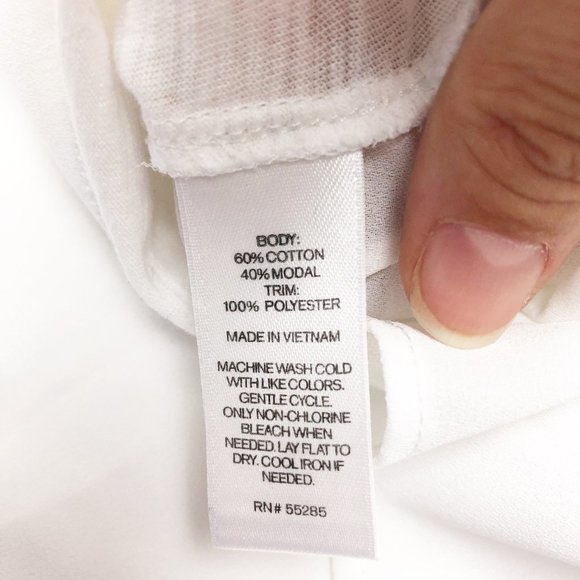 BODY:
60% COTTON
40% MODAL
TRIM:
100% POLYESTER
MADE IN VIETNAM
MACHINE WASH COLD
WITH LIKE COLORS.
GENTLE CYCLE.
ONLY NON-CHLORINE
BLEACH WHEN
NEEDED. LAY FLAT TO
DRY. COOL IRON IF
NEEDED.
RN# 55285